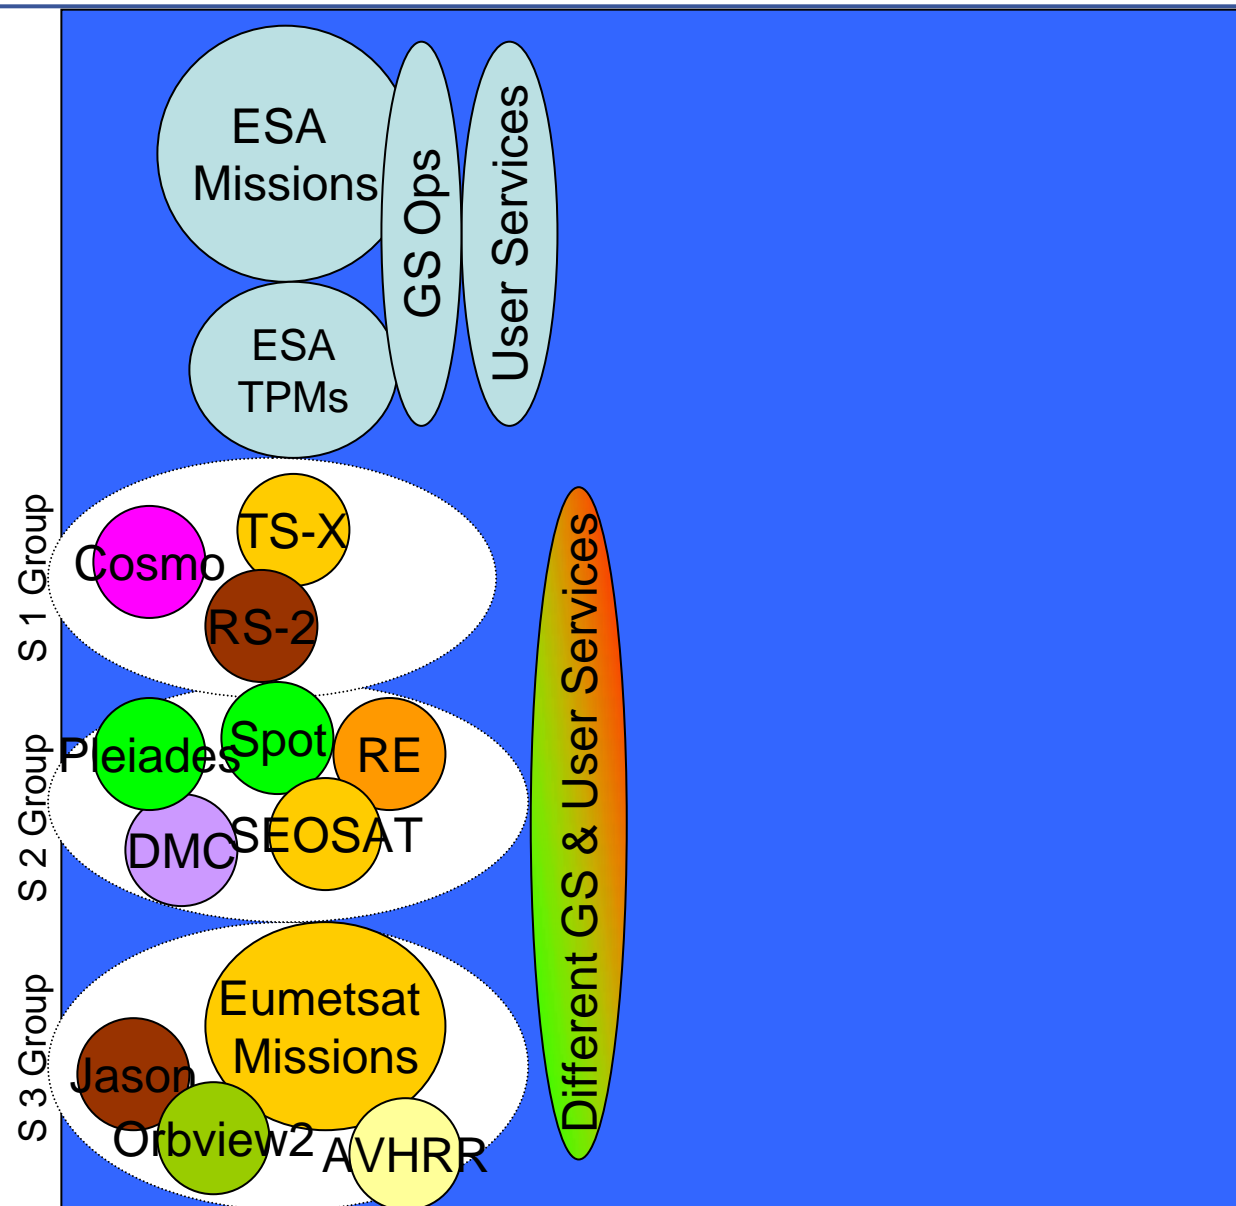 ESA
Missions
GS Ops
User Services
ESA
TPMs
S 1 Group
Cosmo
TS-X
RS-2
Different GS & User Services
S 2 Group
Pleiades
Spot
RE
DMC
SEOSAT
S 3 Group
Eumetsat
Missions
Jason
Orbview2
AVHRR